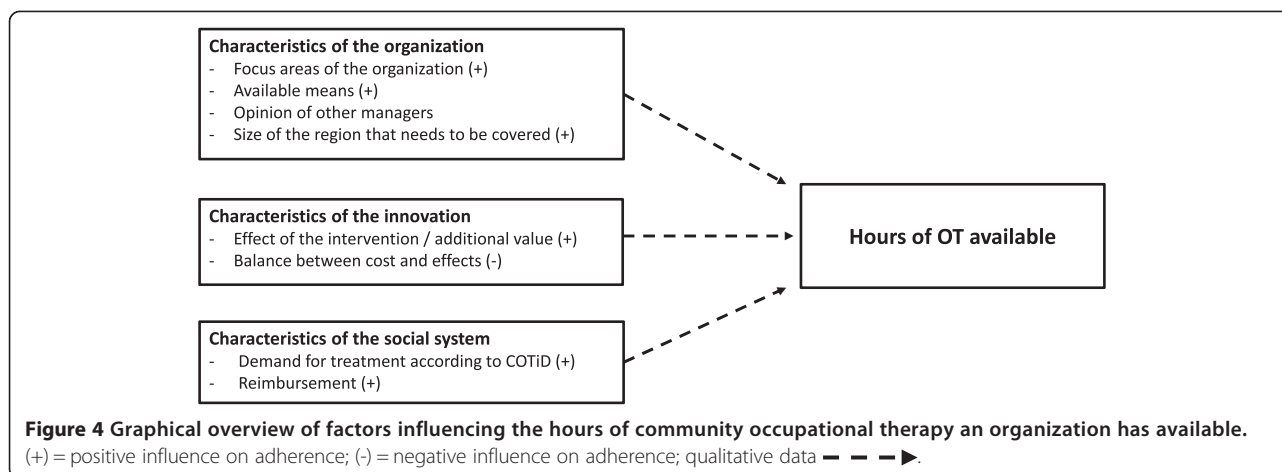 Characteristics of the organization
- Focus areas of the organization (+)
- Available means (+)
- Opinion of other managers
- Size of the region that needs to be covered (+)
Characteristics of the innovation
- Effect of the intervention / additional value (+)
- Balance between cost and effects (-)
Hours of OT available
Characteristics of the social system
- Demand for treatment according to COTiD (+)
- Reimbursement (+)
Figure 4 Graphical overview of factors influencing the hours of community occupational therapy an organization has available.
(+) = positive influence on adherence; (-) = negative influence on adherence; qualitative data